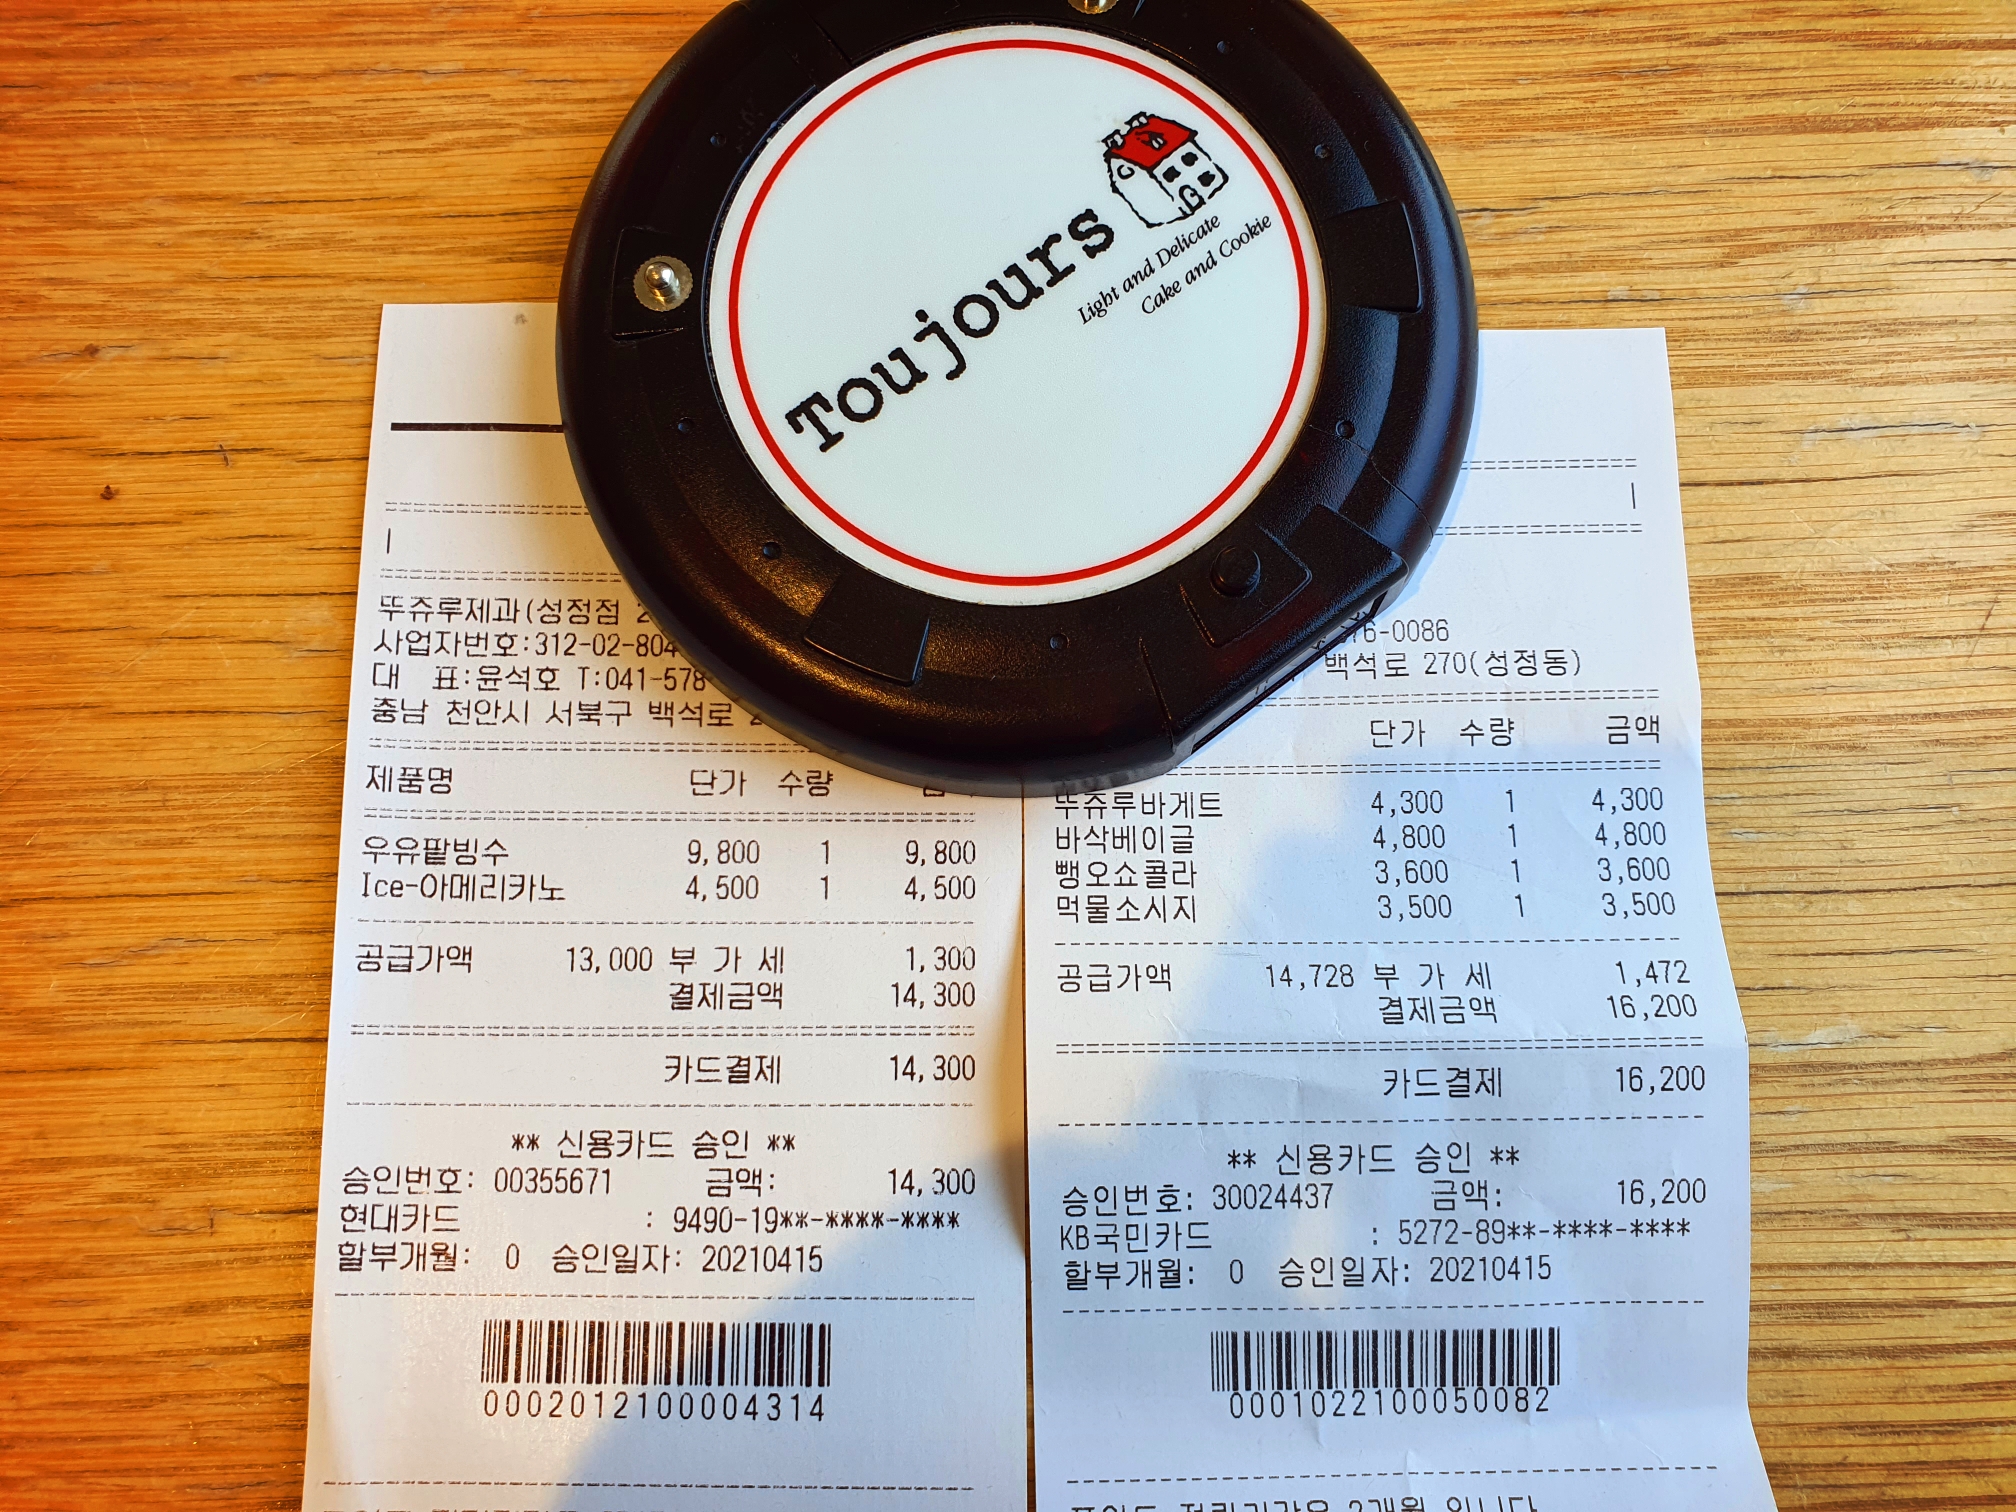 Toujours
Light and Delicate
Cake and Cookie
뚜쥬루제과(성정점
사업자번호:312-02-804
대 표:윤석호 T:041-578-
충남 천안시 서북구 백석로
제품명 단가 수량
우유팥빙수 9,800 1 9,800
Ice-아메리카노 4,500 1 4,500
공급가액 13,000 부 가 세 1,300
결제금액 14,300
카드결제 14,300
** 신용카드 승인 **
승인번호: 00355671 금액: 14,300
현대카드 : 9490-19**-****-****
할부개월: 0 승인일자: 20210415
0002012100004314
76-0086
백석로 270(성정동)
단가 수량 금액
뚜쥬루바게트 4,300 1 4,300
바삭베이글 4,800 1 4,800
뺑오쇼콜라 3,600 1 3,600
먹물소시지 3,500 1 3,500
공급가액 14,728 부 가 세 1,472
결제금액 16,200
카드결제 16,200
** 신용카드 승인 **
승인번호: 30024437 금액: 16,200
KB국민카드 : 5272-89**-****-****
할부개월: 0 승인일자: 20210415
0001022100050082